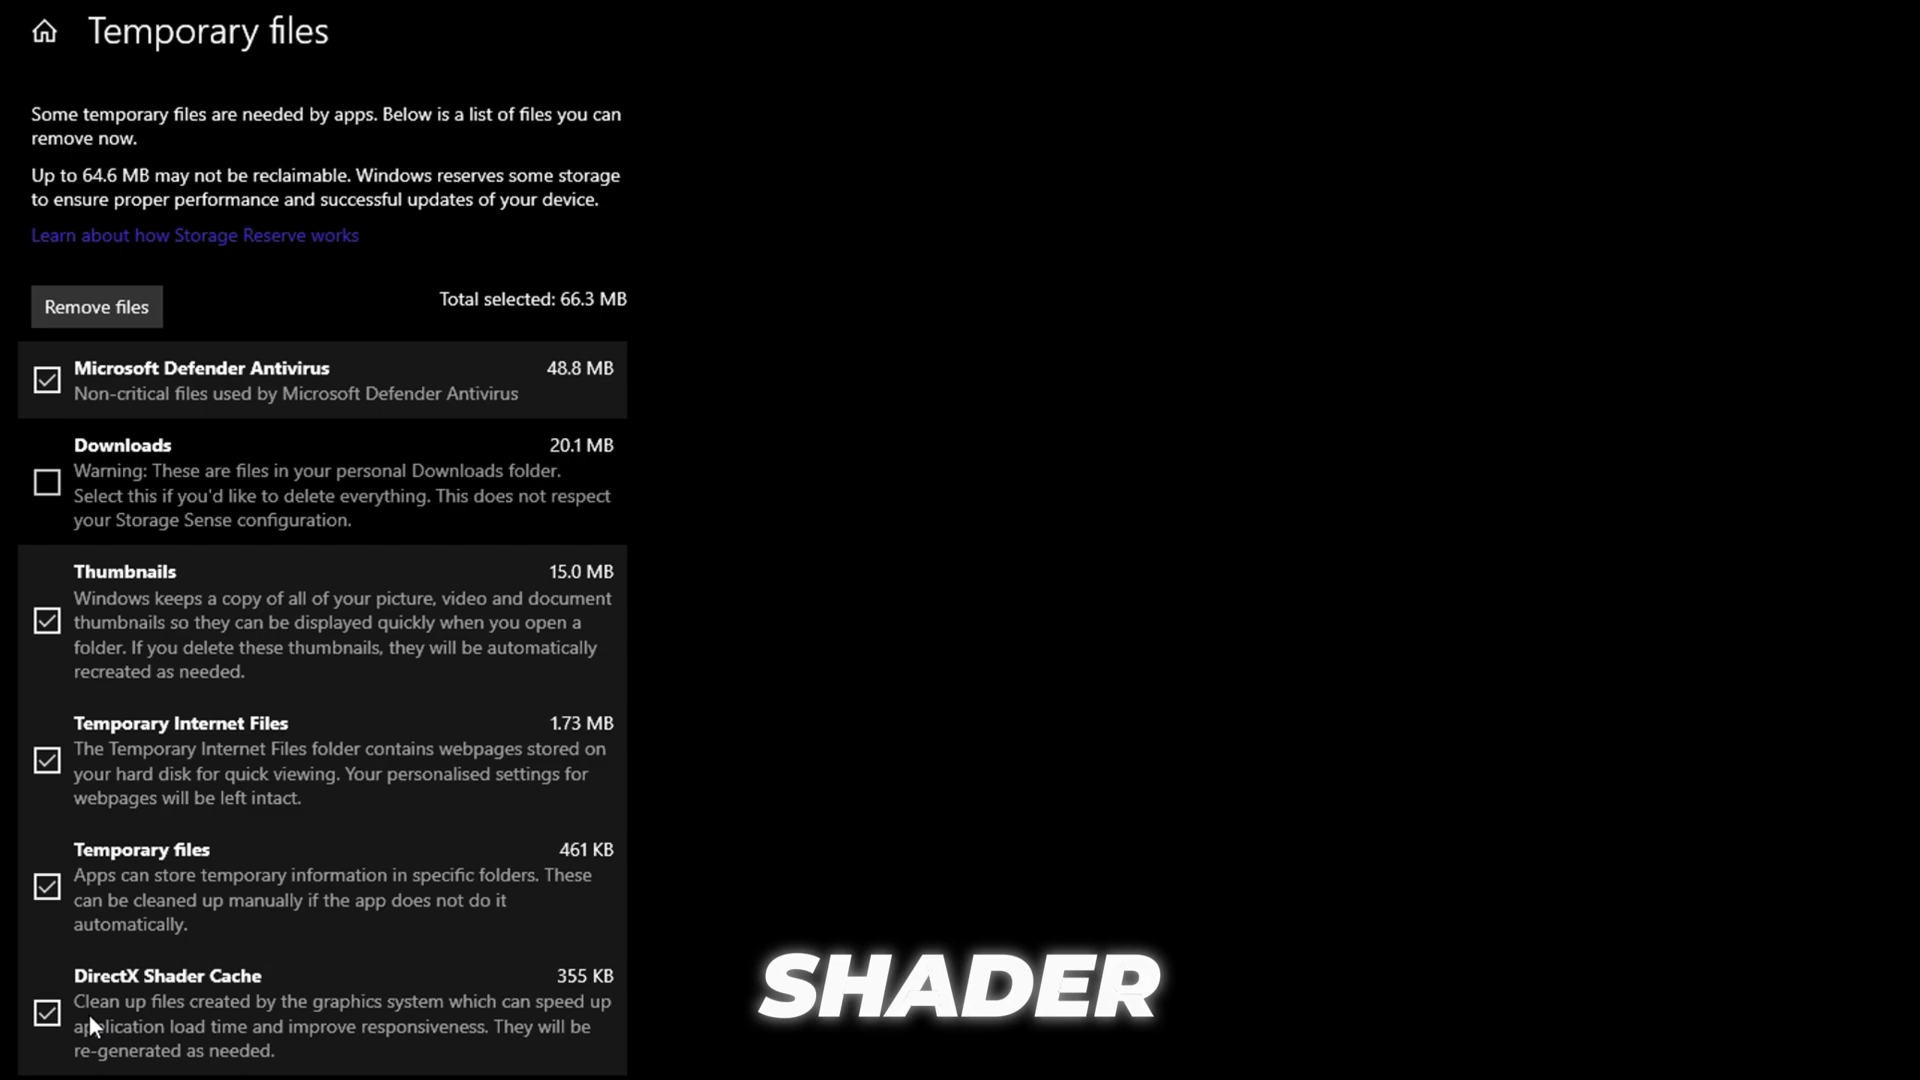 Temporary files
Some temporary files are needed by apps. Below is a list of files you can
remove now.
Up to 64.6 MB may not be reclaimable. Windows reserves some storage
to ensure proper performance and successful updates of your device.
Learn about how Storage Reserve works
Remove files
Total selected: 66.3 MB
Microsoft Defender Antivirus 48.8 MB
Non-critical files used by Microsoft Defender Antivirus
Downloads 20.1 MB
Warning: These are files in your personal Downloads folder.
Select this if you'd like to delete everything. This does not respect
your Storage Sense configuration.
Thumbnails 15.0 MB
Windows keeps a copy of all of your picture, video and document
thumbnails so they can be displayed quickly when you open a
folder. If you delete these thumbnails, they will be automatically
recreated as needed.
Temporary Internet Files 1.73 MB
The Temporary Internet Files folder contains webpages stored on
your hard disk for quick viewing. Your personalised settings for
webpages will be left intact.
Temporary files 461 KB
Apps can store temporary information in specific folders. These
can be cleaned up manually if the app does not do it
automatically.
DirectX Shader Cache 355 KB
Clean up files created by the graphics system which can speed up
application load time and improve responsiveness. They will be
re-generated as needed.
SHADER